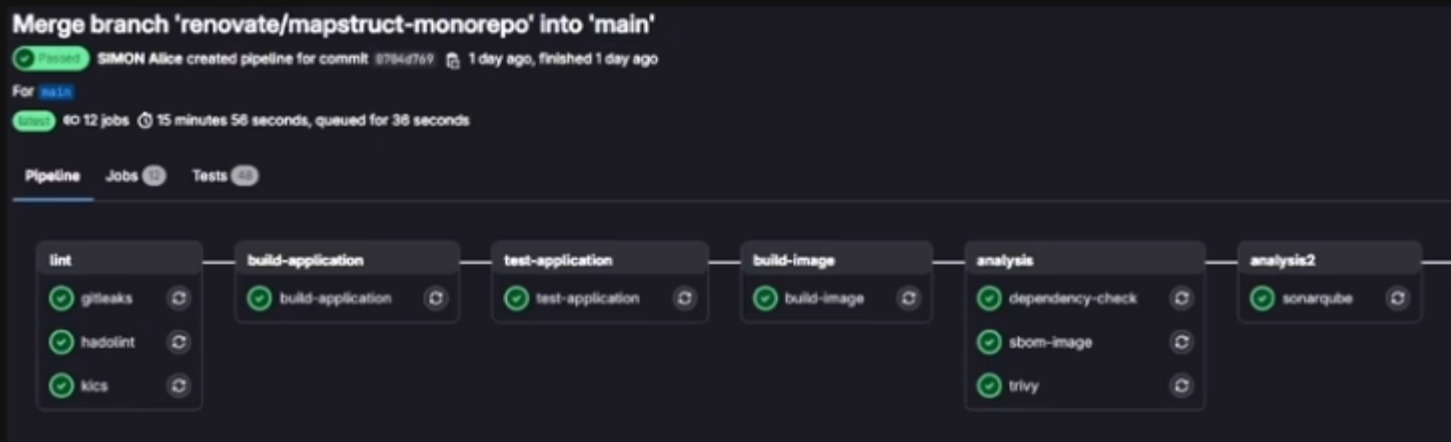 Merge branch 'renovate/mapstruct-monorepo' into 'main'
Passed SIMON Alice created pipeline for commit 0704d769 1 day ago, finished 1 day ago
For main
latest 12 jobs 15 minutes 56 seconds, queued for 36 seconds
Pipeline Jobs 12 Tests 48
lint build-application test-application build-image analysis analysis2
gitleaks build-application test-application build-image dependency-check sonarqube
hadolint sbom-image
kics trivy